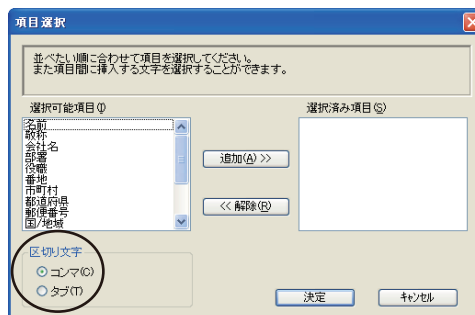 項目選択
並べたい順に合わせて項目を選択してください。
また項目間に挿入する文字を選択することができます。
選択可能項目(I)
選択済み項目(S)
名前
敬称
会社名
部署
役職
番地
市町村
都道府県
郵便番号
国/地域
追加(A) >>
<< 解除(R)
区切り文字
コンマ(C)
タブ(T)
決定
キャンセル